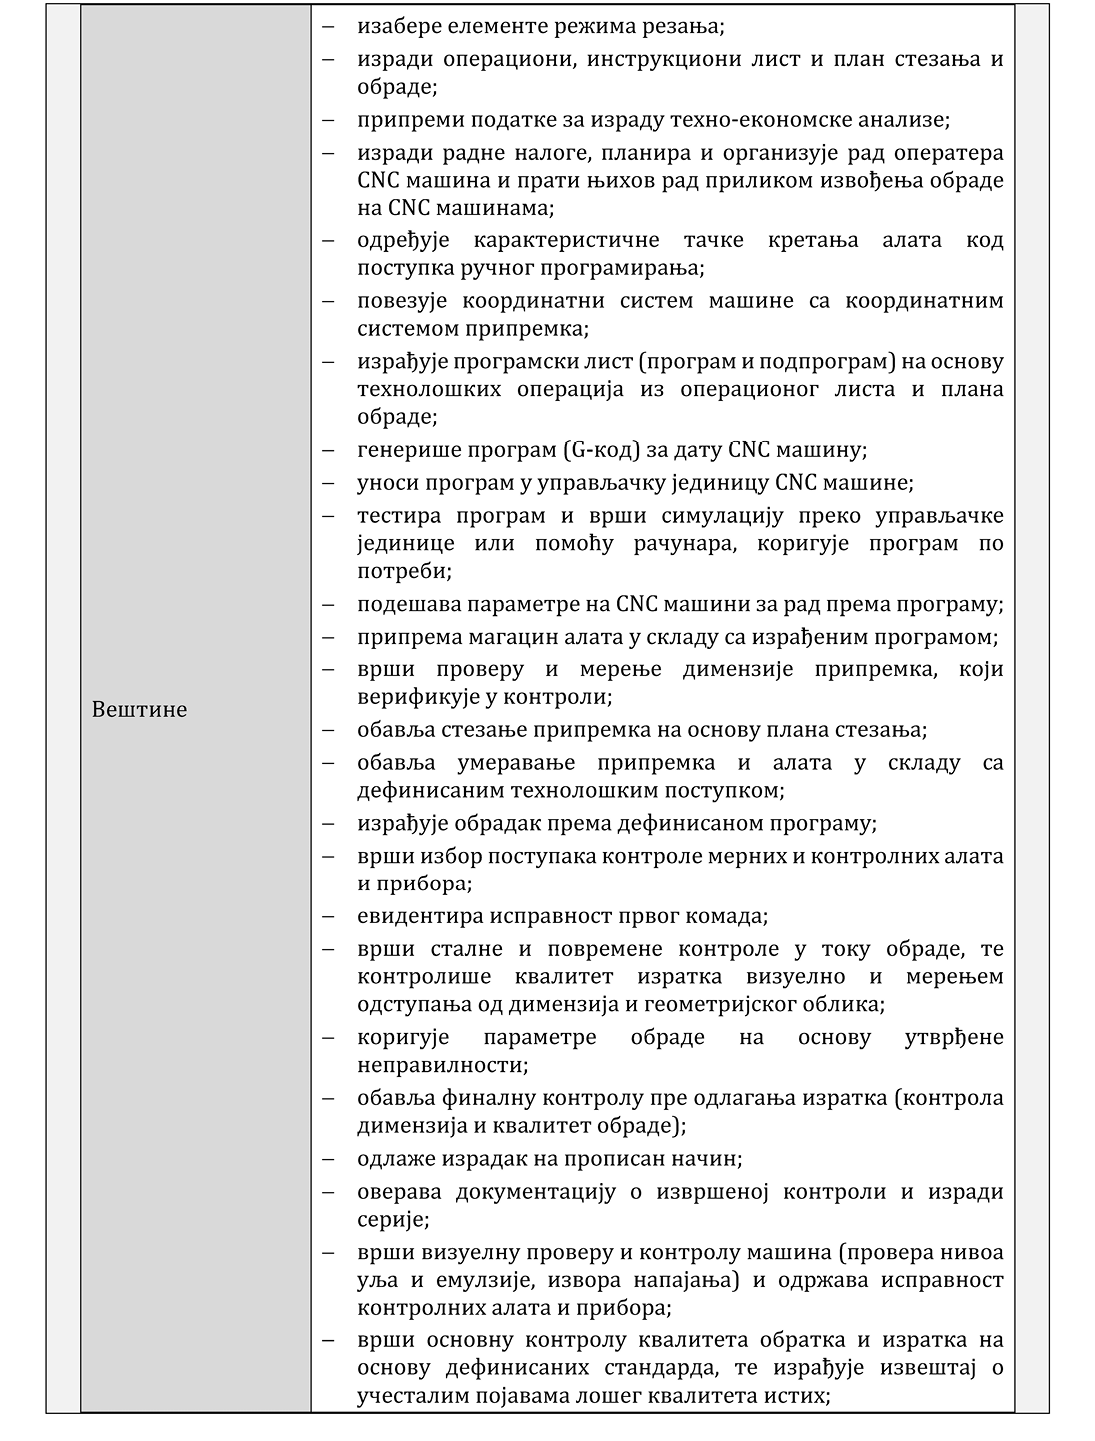 Вештине
– изабере елементе режима резања;
– изради операциони, инструкциони лист и план стезања и
обраде;
– припреми податке за израду техно-економске анализе;
– изради радне налоге, планира и организује рад оператера
CNC машина и прати њихов рад приликом извођења обраде
на CNC машинама;
– одређује карактеристичне тачке кретања алата код
поступка ручног програмирања;
– повезује координатни систем машине са координатним
системом припремка;
– израђује програмски лист (програм и подпрограм) на основу
технолошких операција из операционог листа и плана
обраде;
– генерише програм (G-код) за дату CNC машину;
– уноси програм у управљачку јединицу CNC машине;
– тестира програм и врши симулацију преко управљачке
јединице или помоћу рачунара, коригује програм по
потреби;
– подешава параметре на CNC машини за рад према програму;
– припрема магацин алата у складу са израђеним програмом;
– врши проверу и мерење димензије припремка, који
верификује у контроли;
– обавља стезање припремка на основу плана стезања;
– обавља умеравање припремка и алата у складу са
дефинисаним технолошким поступком;
– израђује обрадак према дефинисаном програму;
– врши избор поступака контроле мерних и контролних алата
и прибора;
– евидентира исправност првог комада;
– врши сталне и повремене контроле у току обраде, те
контролише квалитет изратка визуелно и мерењем
одступања од димензија и геометријског облика;
– коригује параметре обраде на основу утврђене
неправилности;
– обавља финалну контролу пре одлагања изратка (контрола
димензија и квалитет обраде);
– одлаже израдак на прописан начин;
– оверава документацију о извршеној контроли и изради
серије;
– врши визуелну проверу и контролу машина (провера нивоа
уља и емулзије, извора напајања) и одржава исправност
контролних алата и прибора;
– врши основну контролу квалитета обратка и изратка на
основу дефинисаних стандарда, те израђује извештај о
учесталим појавама лошег квалитета истих;